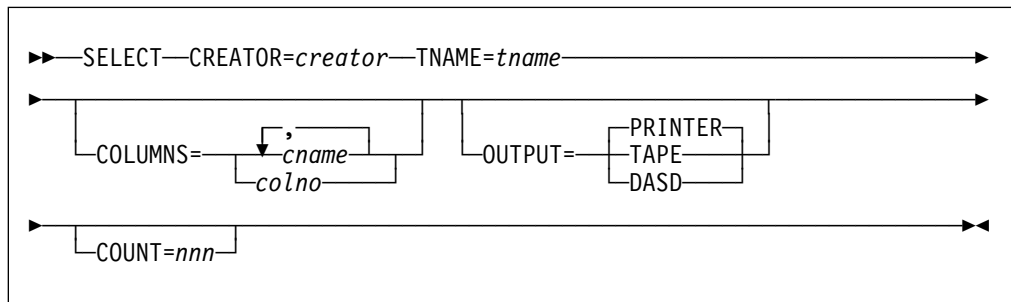 SELECT CREATOR=creator TNAME=tname
,
PRINTER
COLUMNS= cname OUTPUT= TAPE
colno DASD
COUNT=nnn